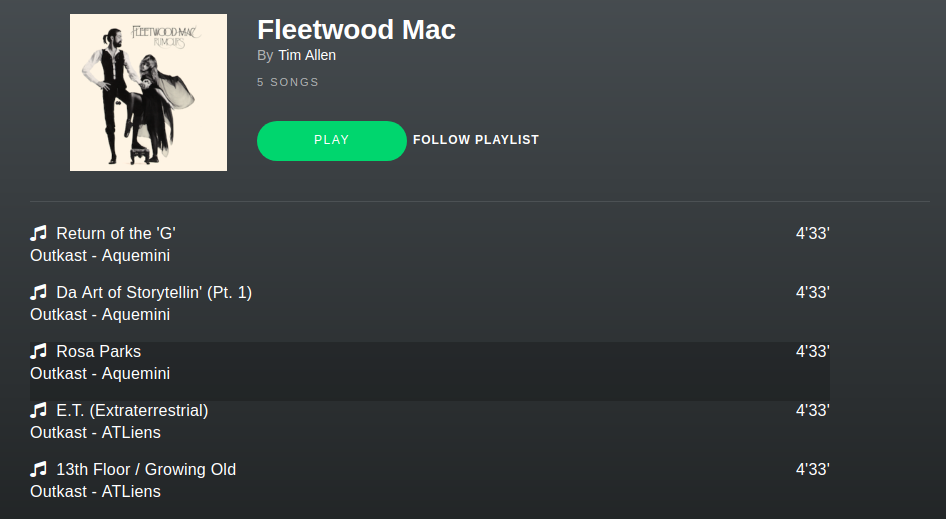 FLEETWOOD MAC
RUMOURS
Fleetwood Mac
By Tim Allen
5 SONGS
PLAY FOLLOW PLAYLIST
Return of the 'G' 4'33'
Outkast - Aquemini
Da Art of Storytellin' (Pt. 1) 4'33'
Outkast - Aquemini
Rosa Parks 4'33'
Outkast - Aquemini
E.T. (Extraterrestrial) 4'33'
Outkast - ATLiens
13th Floor / Growing Old 4'33'
Outkast - ATLiens